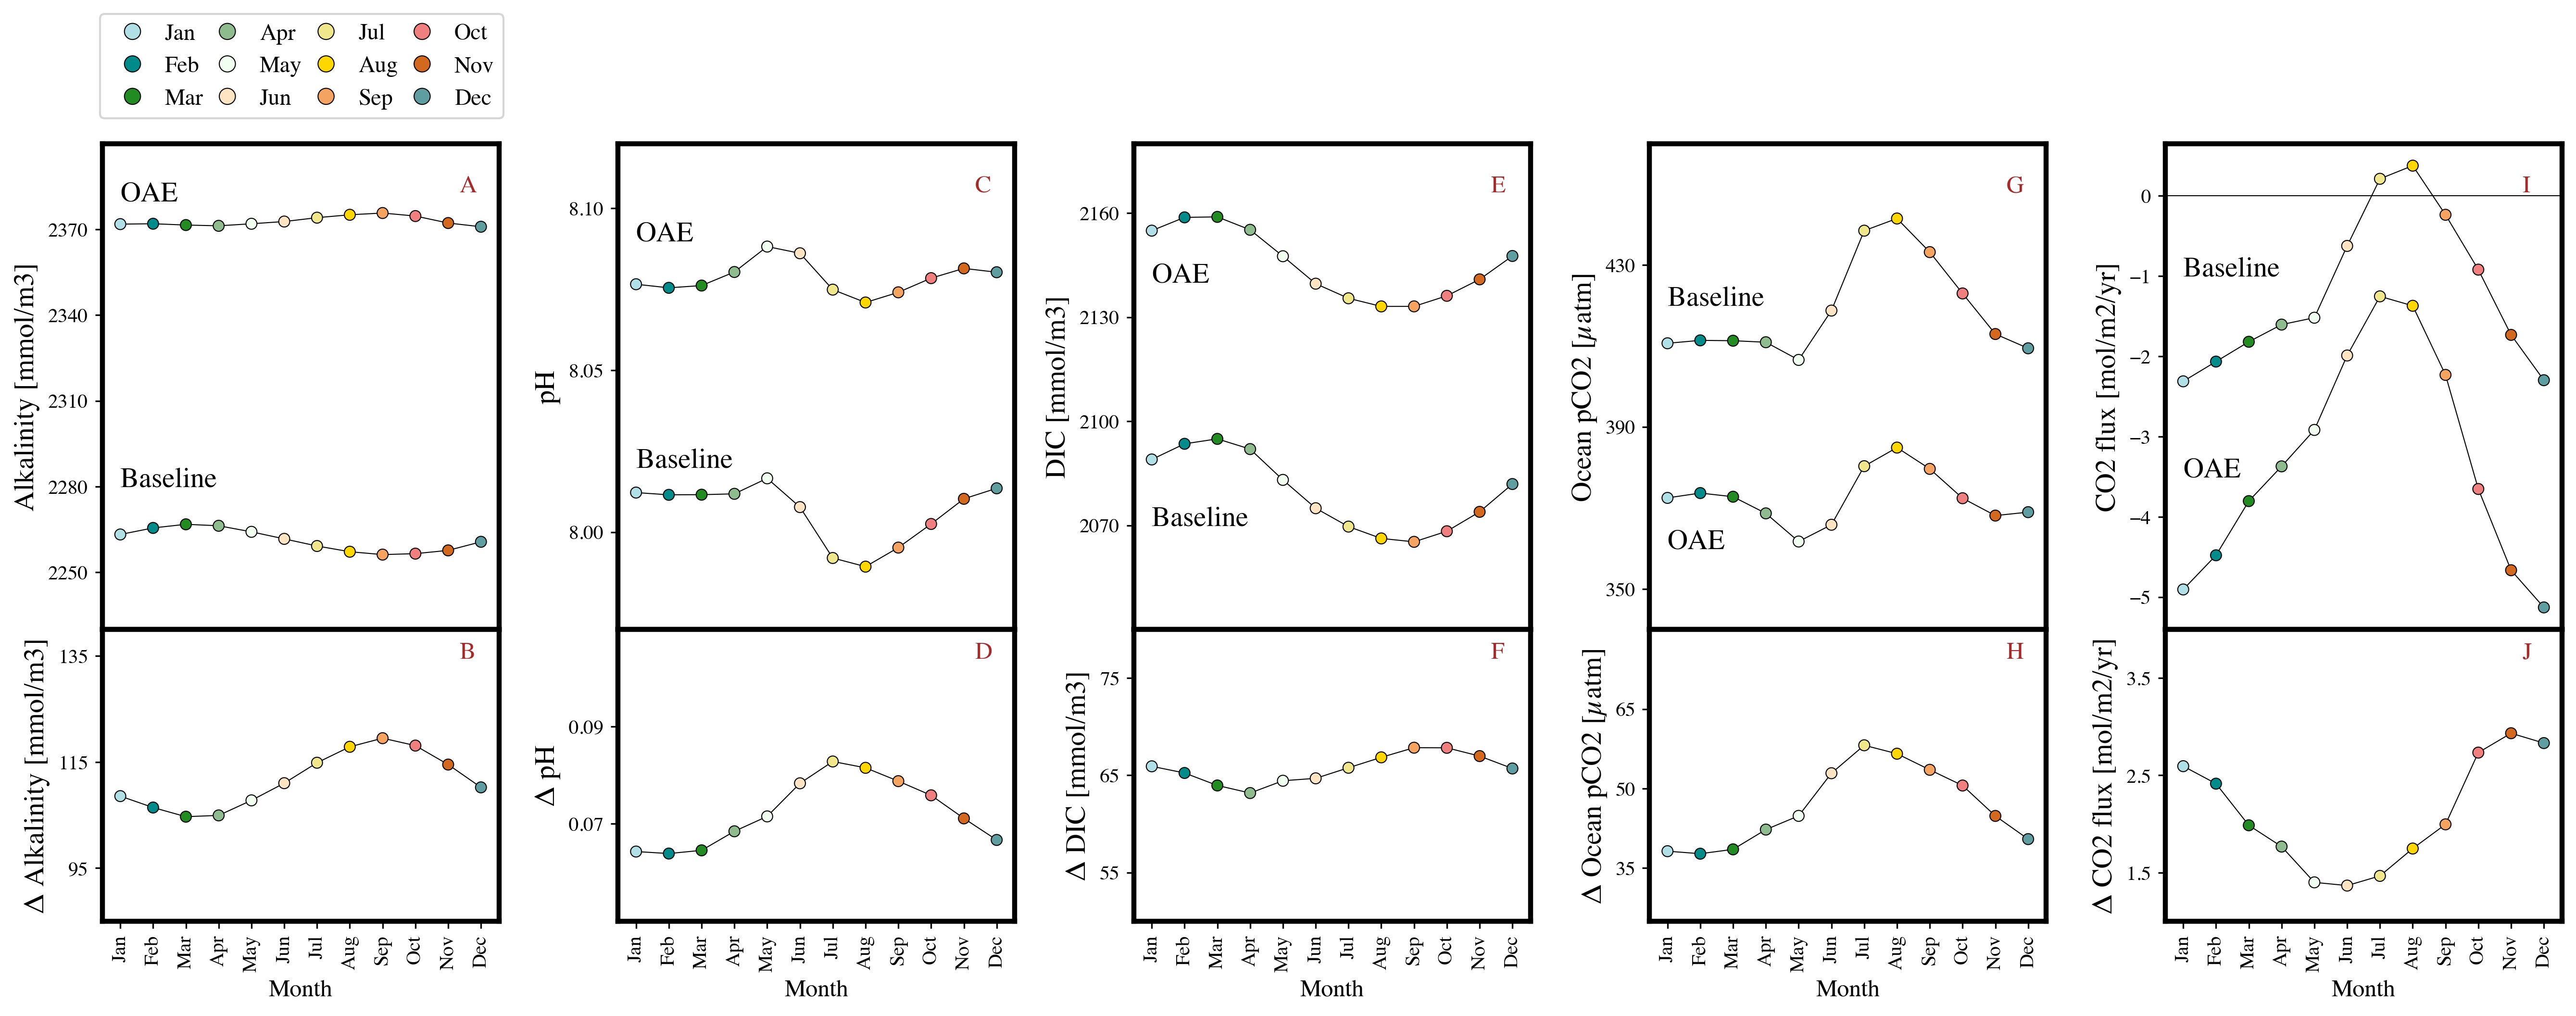 Jan Apr Jul Oct
Feb May Aug Nov
Mar Jun Sep Dec
OAE
A
Baseline
Alkalinity [mmol/m3]
2370
2340
2310
2280
2250
B
Δ Alkalinity [mmol/m3]
135
115
95
Jan Feb Mar Apr May Jun Jul Aug Sep Oct Nov Dec
Month
C
OAE
Baseline
pH
8.10
8.05
8.00
D
Δ pH
0.09
0.07
Jan Feb Mar Apr May Jun Jul Aug Sep Oct Nov Dec
Month
E
OAE
Baseline
DIC [mmol/m3]
2160
2130
2100
2070
F
Δ DIC [mmol/m3]
75
65
55
Jan Feb Mar Apr May Jun Jul Aug Sep Oct Nov Dec
Month
G
Baseline
OAE
Ocean pCO2 [μatm]
430
390
350
H
Δ Ocean pCO2 [μatm]
65
50
35
Jan Feb Mar Apr May Jun Jul Aug Sep Oct Nov Dec
Month
I
Baseline
OAE
CO2 flux [mol/m2/yr]
0
−1
−2
−3
−4
−5
J
Δ CO2 flux [mol/m2/yr]
3.5
2.5
1.5
Jan Feb Mar Apr May Jun Jul Aug Sep Oct Nov Dec
Month